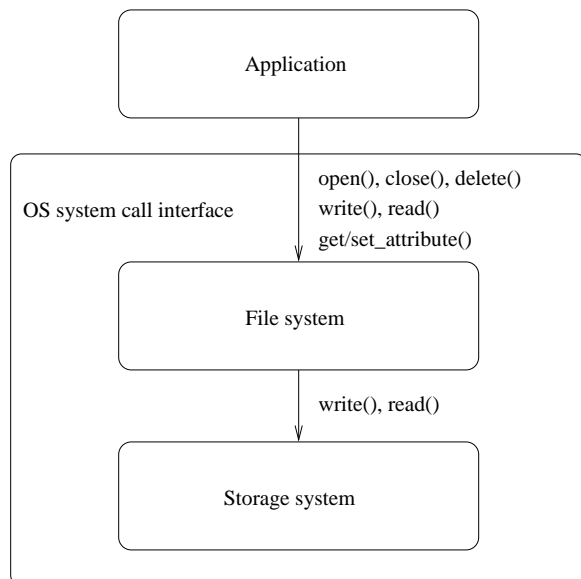 Application
open(), close(), delete()
OS system call interface
write(), read()
get/set_attribute()
File system
write(), read()
Storage system